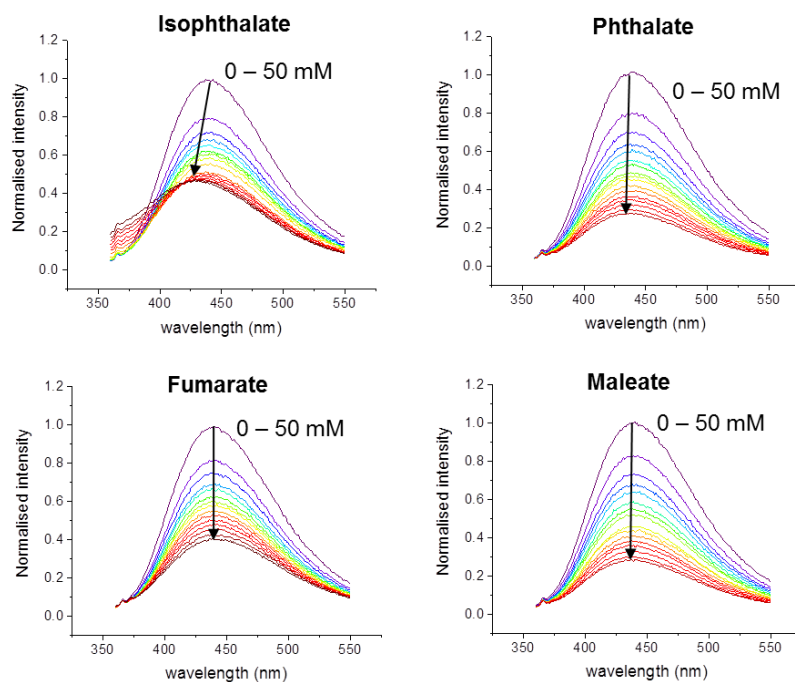 Isophthalate
0 – 50 mM
Normalised intensity
1.2
1.0
0.8
0.6
0.4
0.2
0.0
350 400 450 500 550
wavelength (nm)
Phthalate
0 – 50 mM
Normalised intensity
1.2
1.0
0.8
0.6
0.4
0.2
0.0
350 400 450 500 550
wavelength (nm)
Fumarate
0 – 50 mM
Normalised intensity
1.2
1.0
0.8
0.6
0.4
0.2
0.0
350 400 450 500 550
wavelength (nm)
Maleate
0 – 50 mM
Normalised intensity
1.2
1.0
0.8
0.6
0.4
0.2
0.0
350 400 450 500 550
wavelength (nm)